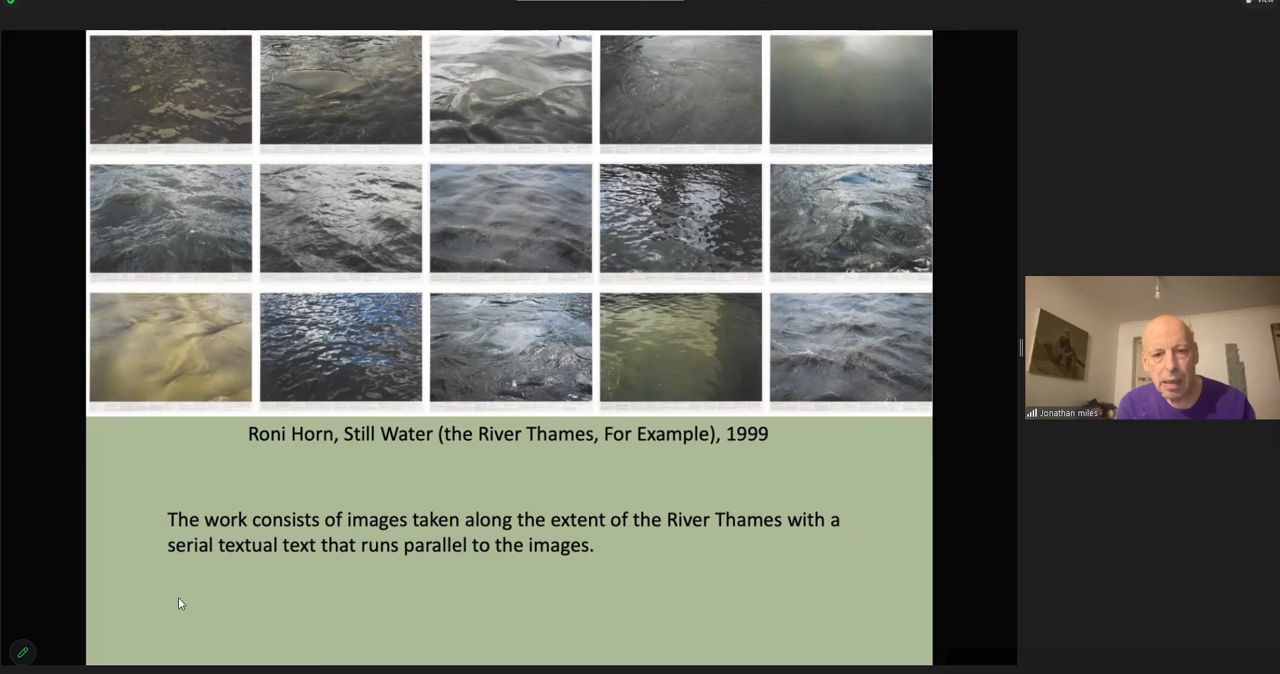 View
Roni Horn, Still Water (the River Thames, For Example), 1999
The work consists of images taken along the extent of the River Thames with a
serial textual text that runs parallel to the images.
Jonathan miles